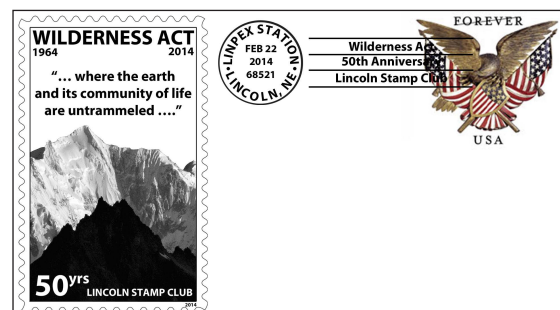 WILDERNESS ACT
1964 2014
“... where the earth
and its community of life
are untrammeled ....”
50yrs
LINCOLN STAMP CLUB
2014
LINPEX STATION
FEB 22
2014
68521
LINCOLN, NE
Wilderness Act
50th Anniversary
Lincoln Stamp Club
FOREVER
USA